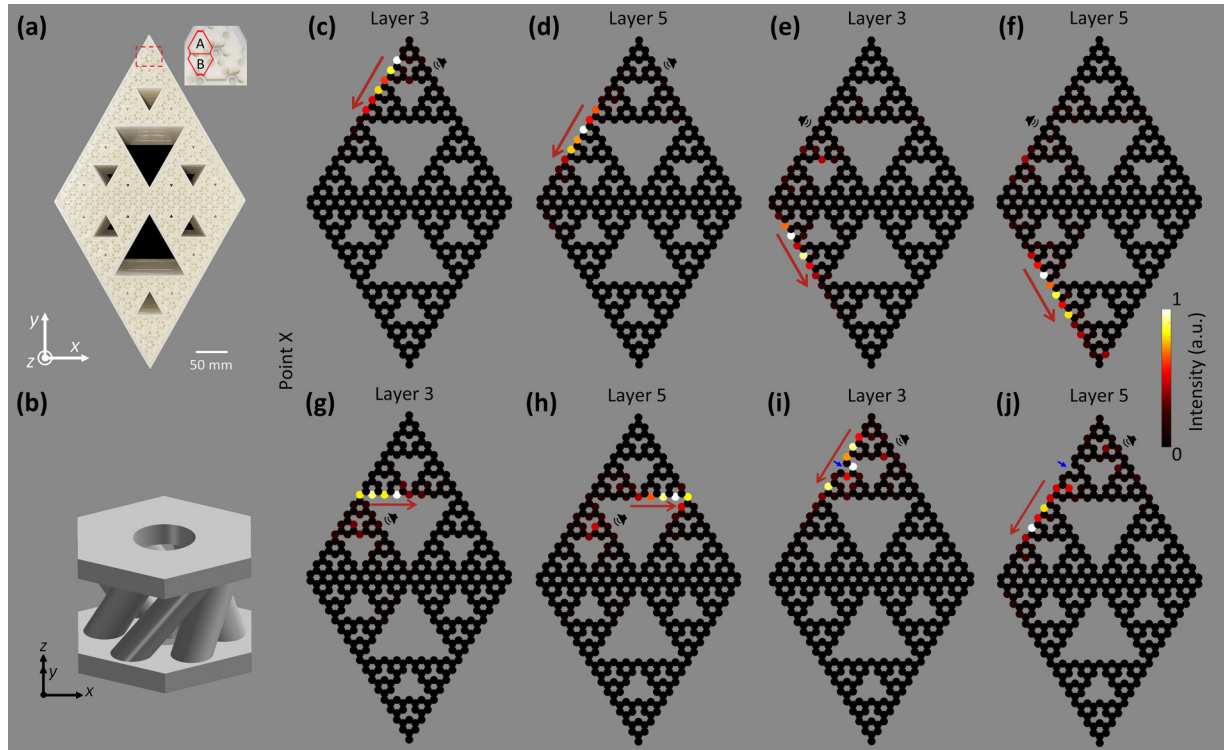 (a)
A
B
y
x
z
50 mm
(b)
z
y
x
Point X
Layer 3
(c)
Layer 5
(d)
Layer 3
(e)
Layer 5
(f)
Layer 3
(g)
Layer 5
(h)
Layer 3
(i)
Layer 5
(j)
1
Intensity (a.u.)
0